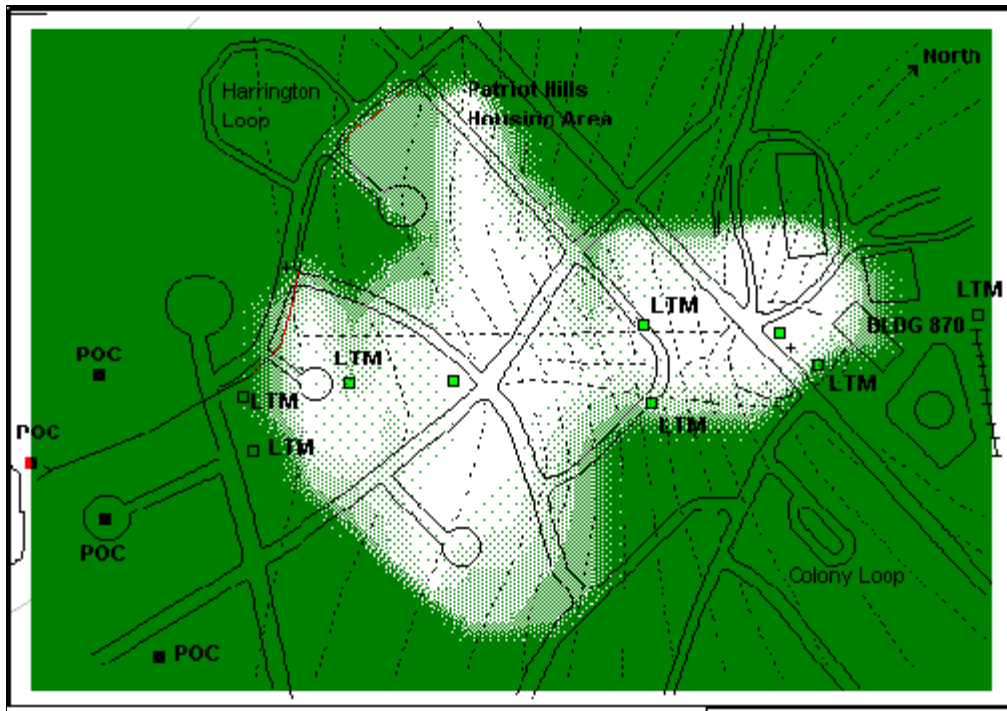 North
Harrington
Loop
Patriot Hills
Housing Area
LTM
LTM
BLDG 870
POC
LTM
LTM
LTM
LTM
POC
LTM
POC
Colony Loop
POC